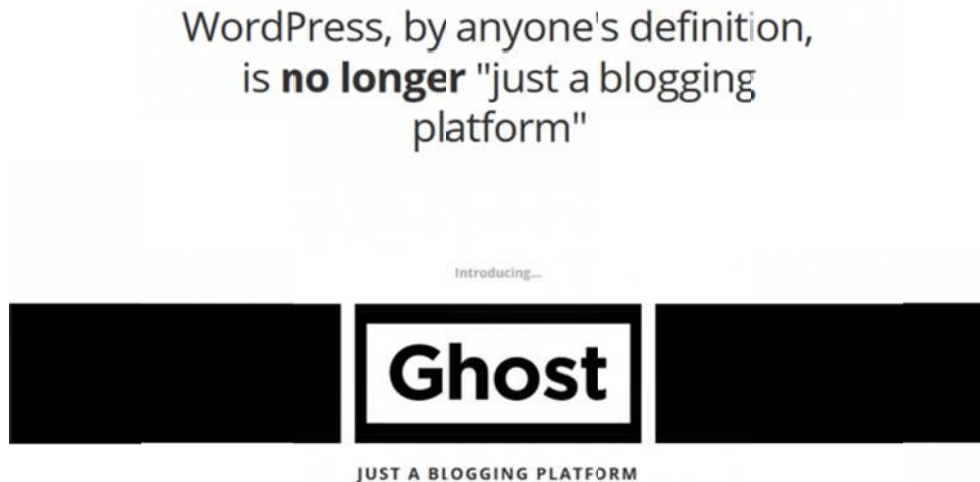 WordPress, by anyone's definition,
is no longer "just a blogging
platform"
Introducing...
Ghost
JUST A BLOGGING PLATFORM